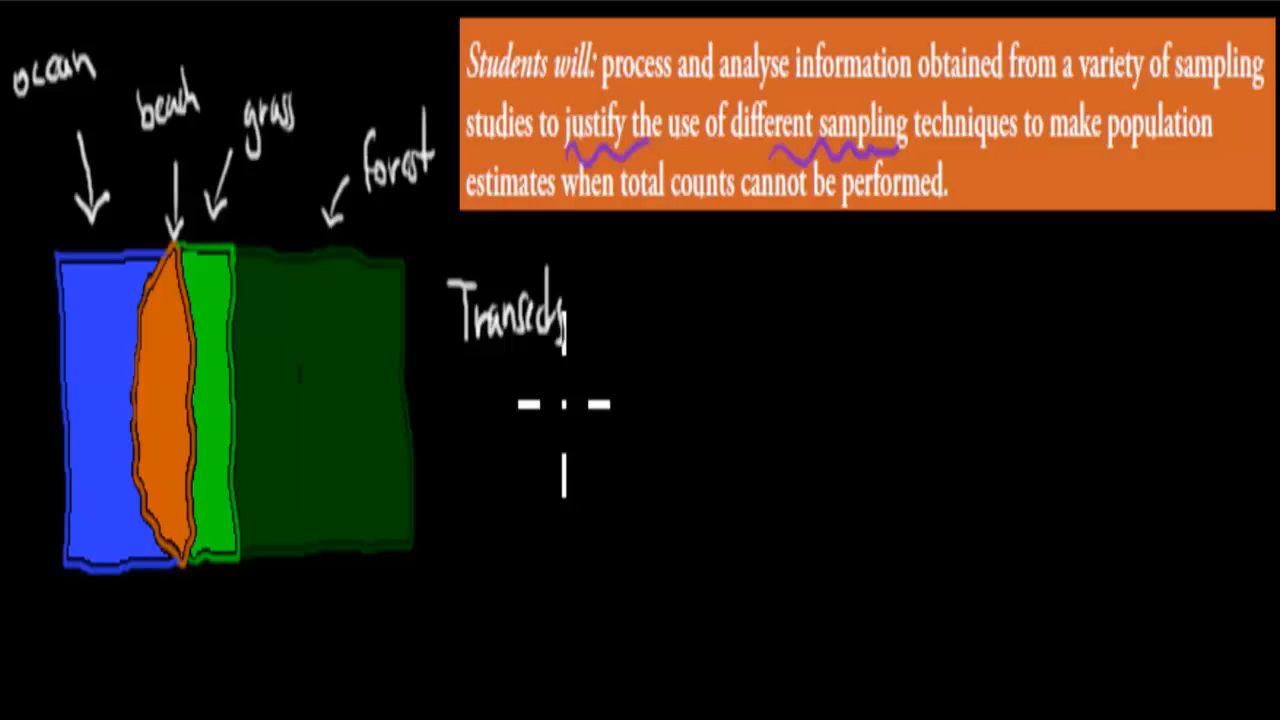 ocean
beach
grass
forest
Students will: process and analyse information obtained from a variety of sampling
studies to justify the use of different sampling techniques to make population
estimates when total counts cannot be performed.
Transects